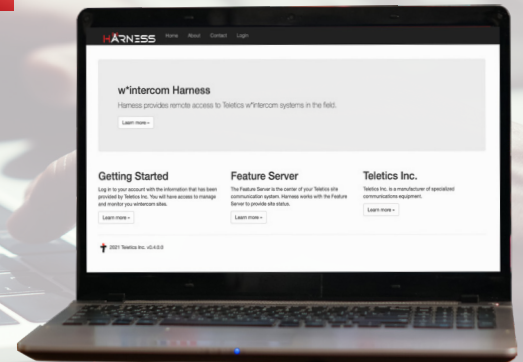 HARNESS Home About Contact Login
w*intercom Harness
Harness provides remote access to Teletics w*intercom systems in the field.
Learn more »
Getting Started
Log in to your account with the information that has been
provided by Teletics Inc. You will have access to manage
and monitor you wintercom sites.
Learn more »
Feature Server
The Feature Server is the center of your Teletics site
communication system. Harness works with the Feature
Server to provide site status.
Learn more »
Teletics Inc.
Teletics Inc. is a manufacturer of specialized
communications equipment.
Learn more »
2021 Teletics Inc. v0.4.0.0